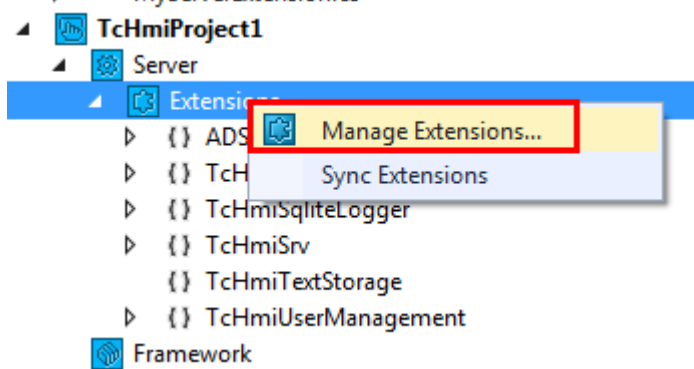 TcHmiProject1
Server
Extensions
Manage Extensions...
ADS
TcH
Sync Extensions
TcHmiSqliteLogger
TcHmiSrv
TcHmiTextStorage
TcHmiUserManagement
Framework